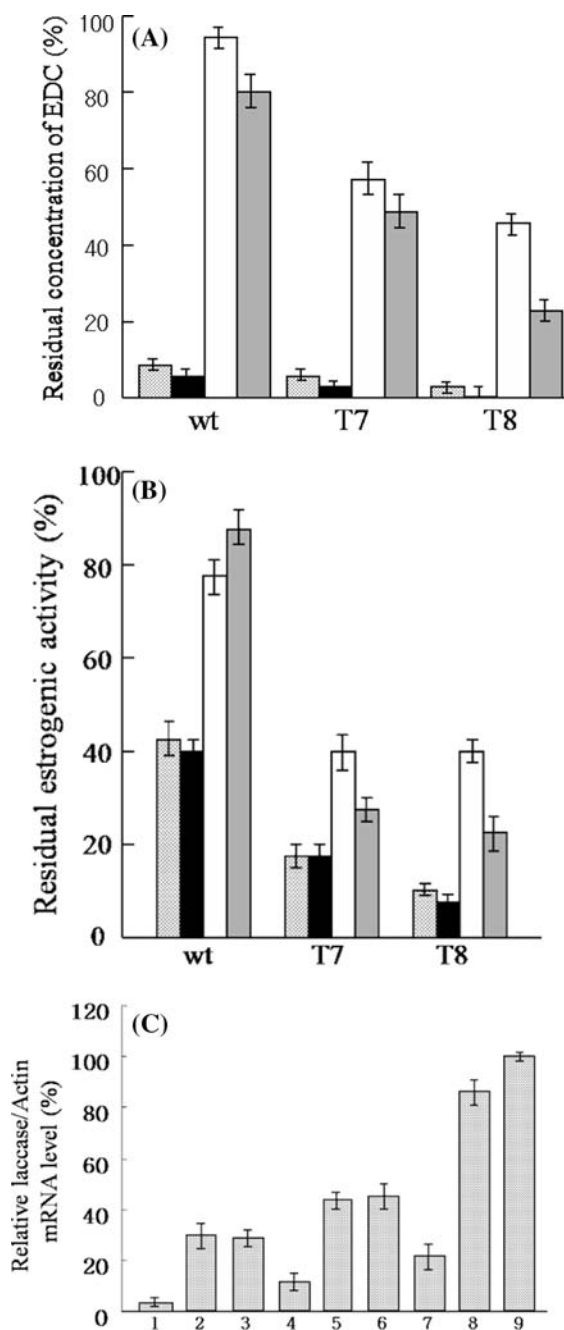 (A)
Residual concentration of EDC (%)
100
80
60
40
20
0
wt T7 T8
(B)
Residual estrogenic activity (%)
100
80
60
40
20
0
wt T7 T8
(C)
Relative laccase/Actin
mRNA level (%)
120
100
80
60
40
20
0
1 2 3 4 5 6 7 8 9